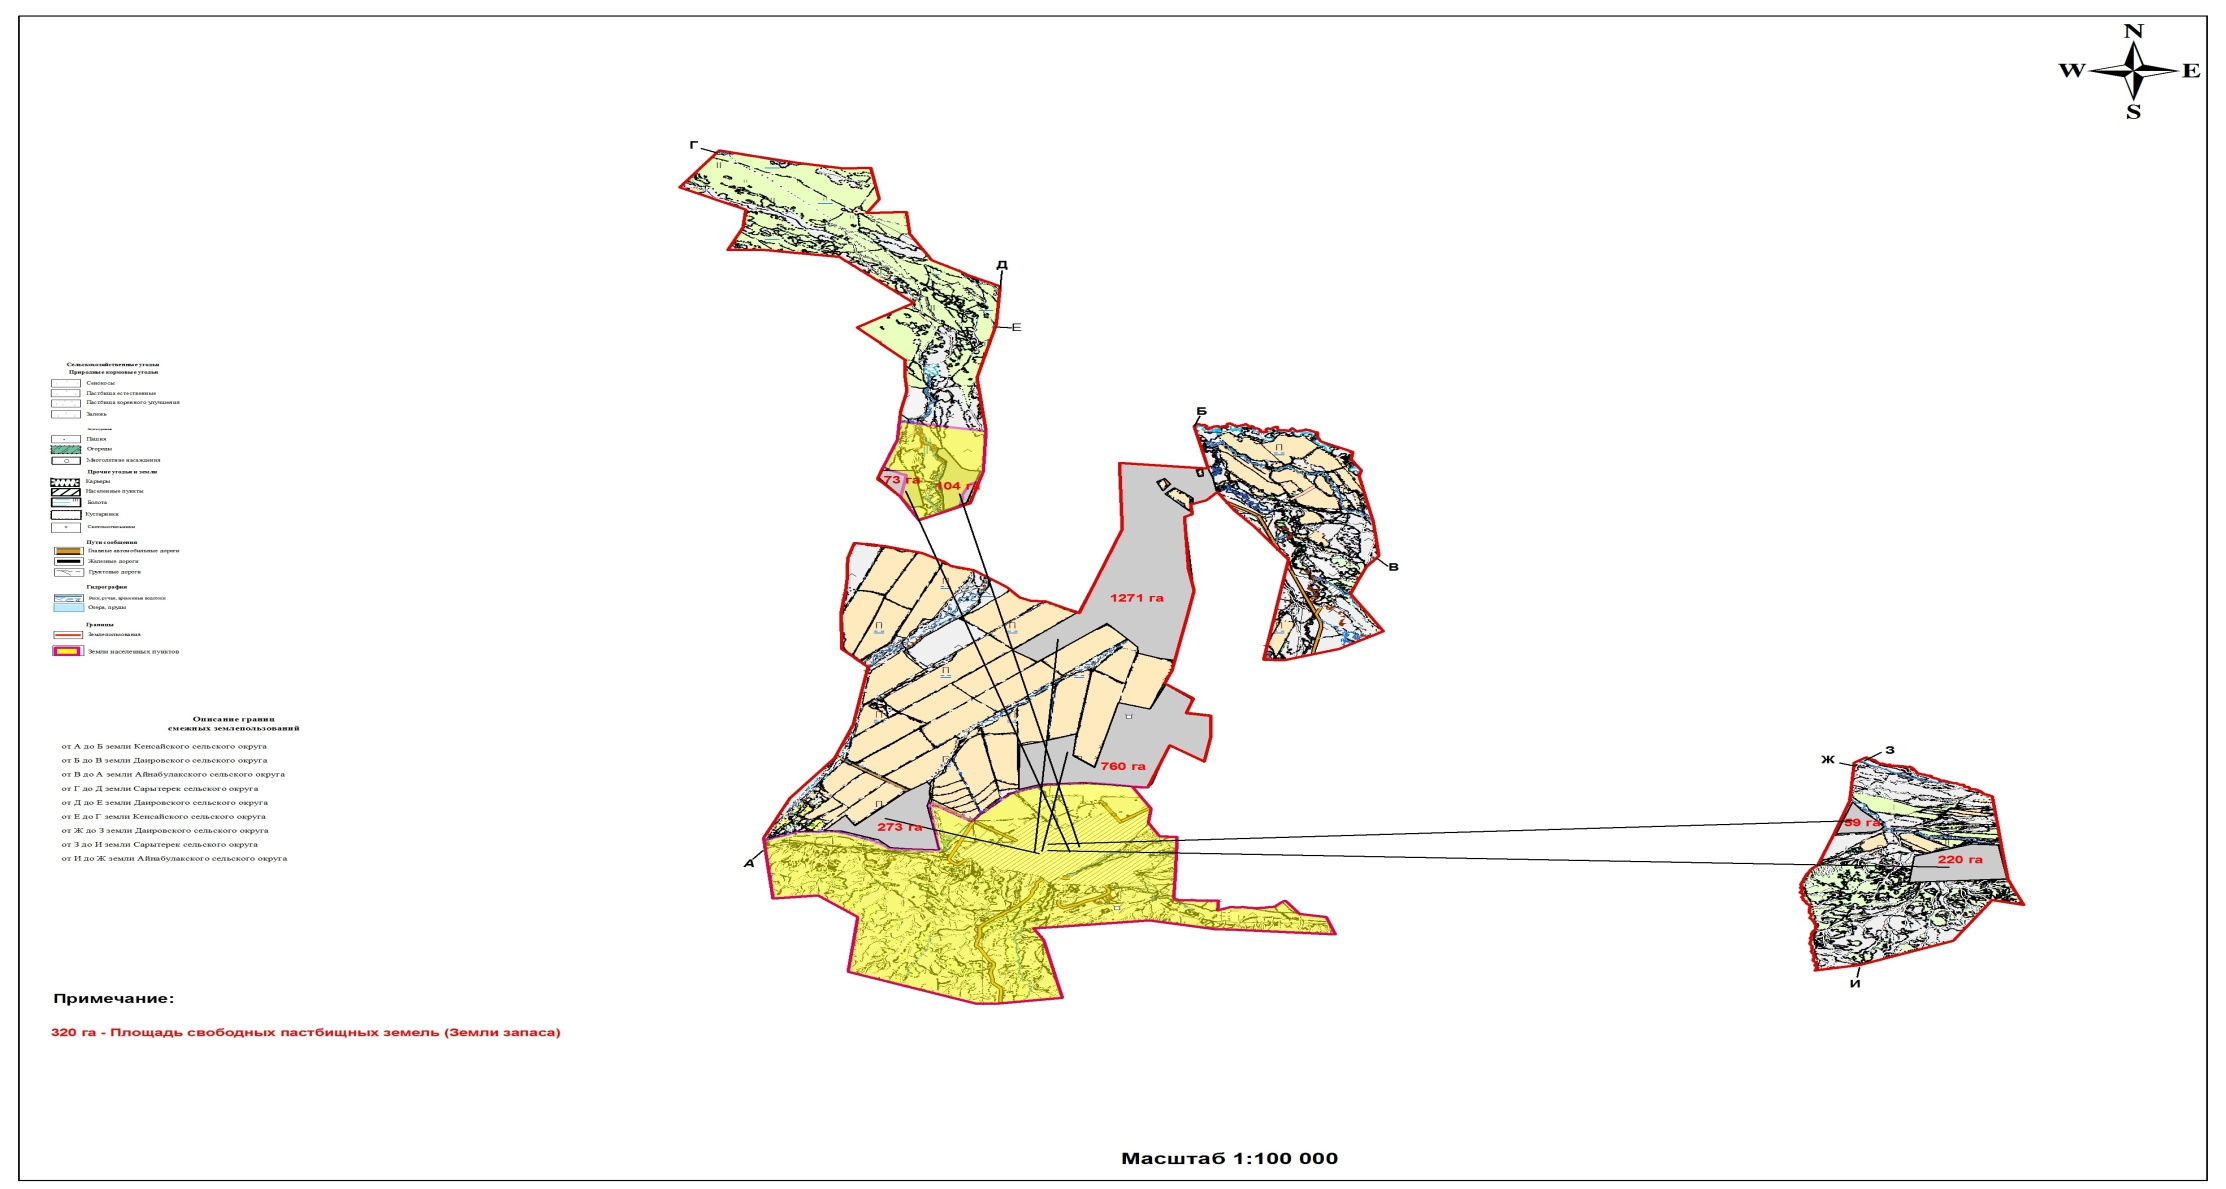 N
W E
S
Г
Д
Е
Б
В
73 га
104 га
1271 га
760 га
273 га
А
Ж
З
59 га
220 га
И
Сельскохозяйственные угодья
Природные кормовые угодья
Сенокосы
Пастбища естественные
Пастбища коренного улучшения
Залежь
Пашня
Огороды
Многолетние насаждения
Прочие угодья и земли
Карьеры
Населенные пункты
Болота
Кустарники
Пути сообщения
Главные автомобильные дороги
Железные дороги
Грунтовые дороги
Гидрография
Реки, ручьи, временные водотоки
Озера, пруды
Границы
Землепользования
Земли населенных пунктов
Описание границ
смежных землепользований
от А до Б земли Кенсайского сельского округа
от Б до В земли Даировского сельского округа
от В до А земли Айнабулакского сельского округа
от Г до Д земли Сарытерек сельского округа
от Д до Е земли Даировского сельского округа
от Е до Г земли Кенсайского сельского округа
от Ж до З земли Даировского сельского округа
от З до И земли Сарытерек сельского округа
от И до Ж земли Айнабулакского сельского округа
Примечание:
320 га - Площадь свободных пастбищных земель (Земли запаса)
Масштаб 1:100 000